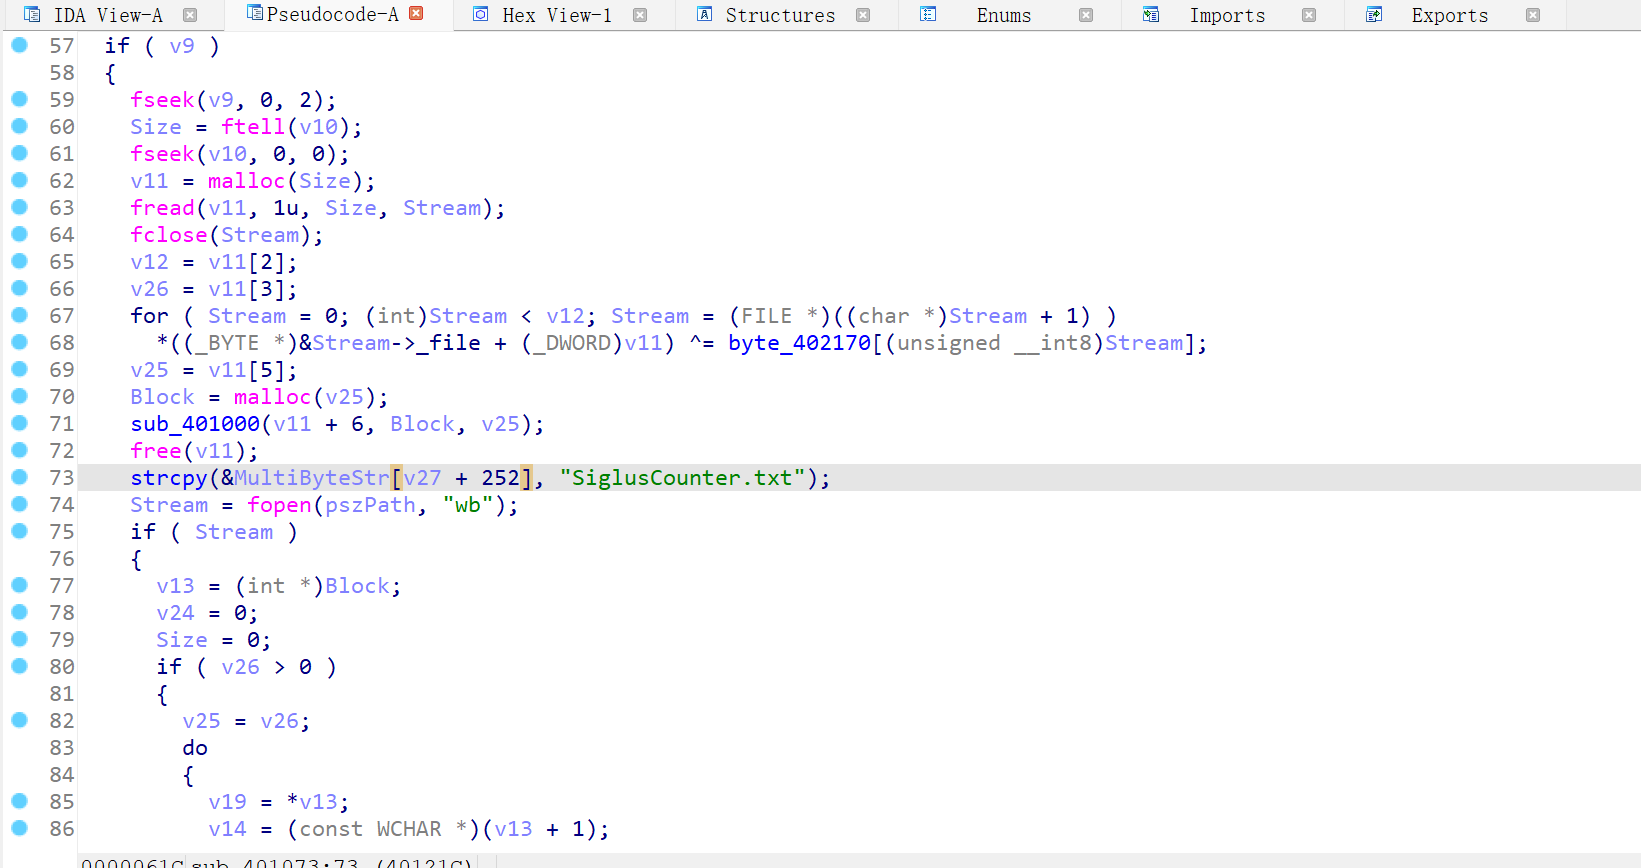 IDA View-A Pseudocode-A Hex View-1 Structures Enums Imports Exports
57 if ( v9 )
58 {
59 fseek(v9, 0, 2);
60 Size = ftell(v10);
61 fseek(v10, 0, 0);
62 v11 = malloc(Size);
63 fread(v11, 1u, Size, Stream);
64 fclose(Stream);
65 v12 = v11[2];
66 v26 = v11[3];
67 for ( Stream = 0; (int)Stream < v12; Stream = (FILE *)((char *)Stream + 1) )
68 *((_BYTE *)&Stream->_file + (_DWORD)v11) ^= byte_402170[(unsigned __int8)Stream];
69 v25 = v11[5];
70 Block = malloc(v25);
71 sub_401000(v11 + 6, Block, v25);
72 free(v11);
73 strcpy(&MultiByteStr[v27 + 252], "SiglusCounter.txt");
74 Stream = fopen(pszPath, "wb");
75 if ( Stream )
76 {
77 v13 = (int *)Block;
78 v24 = 0;
79 Size = 0;
80 if ( v26 > 0 )
81 {
82 v25 = v26;
83 do
84 {
85 v19 = *v13;
86 v14 = (const WCHAR *)(v13 + 1);
0000061C sub_401073:73 (40121C)